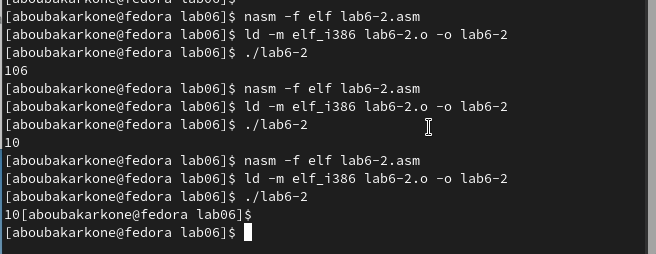 [aboubakarkone@fedora lab06]$ nasm -f elf lab6-2.asm
[aboubakarkone@fedora lab06]$ ld -m elf_i386 lab6-2.o -o lab6-2
[aboubakarkone@fedora lab06]$ ./lab6-2
106
[aboubakarkone@fedora lab06]$ nasm -f elf lab6-2.asm
[aboubakarkone@fedora lab06]$ ld -m elf_i386 lab6-2.o -o lab6-2
[aboubakarkone@fedora lab06]$ ./lab6-2
10
[aboubakarkone@fedora lab06]$ nasm -f elf lab6-2.asm
[aboubakarkone@fedora lab06]$ ld -m elf_i386 lab6-2.o -o lab6-2
[aboubakarkone@fedora lab06]$ ./lab6-2
10[aboubakarkone@fedora lab06]$
[aboubakarkone@fedora lab06]$